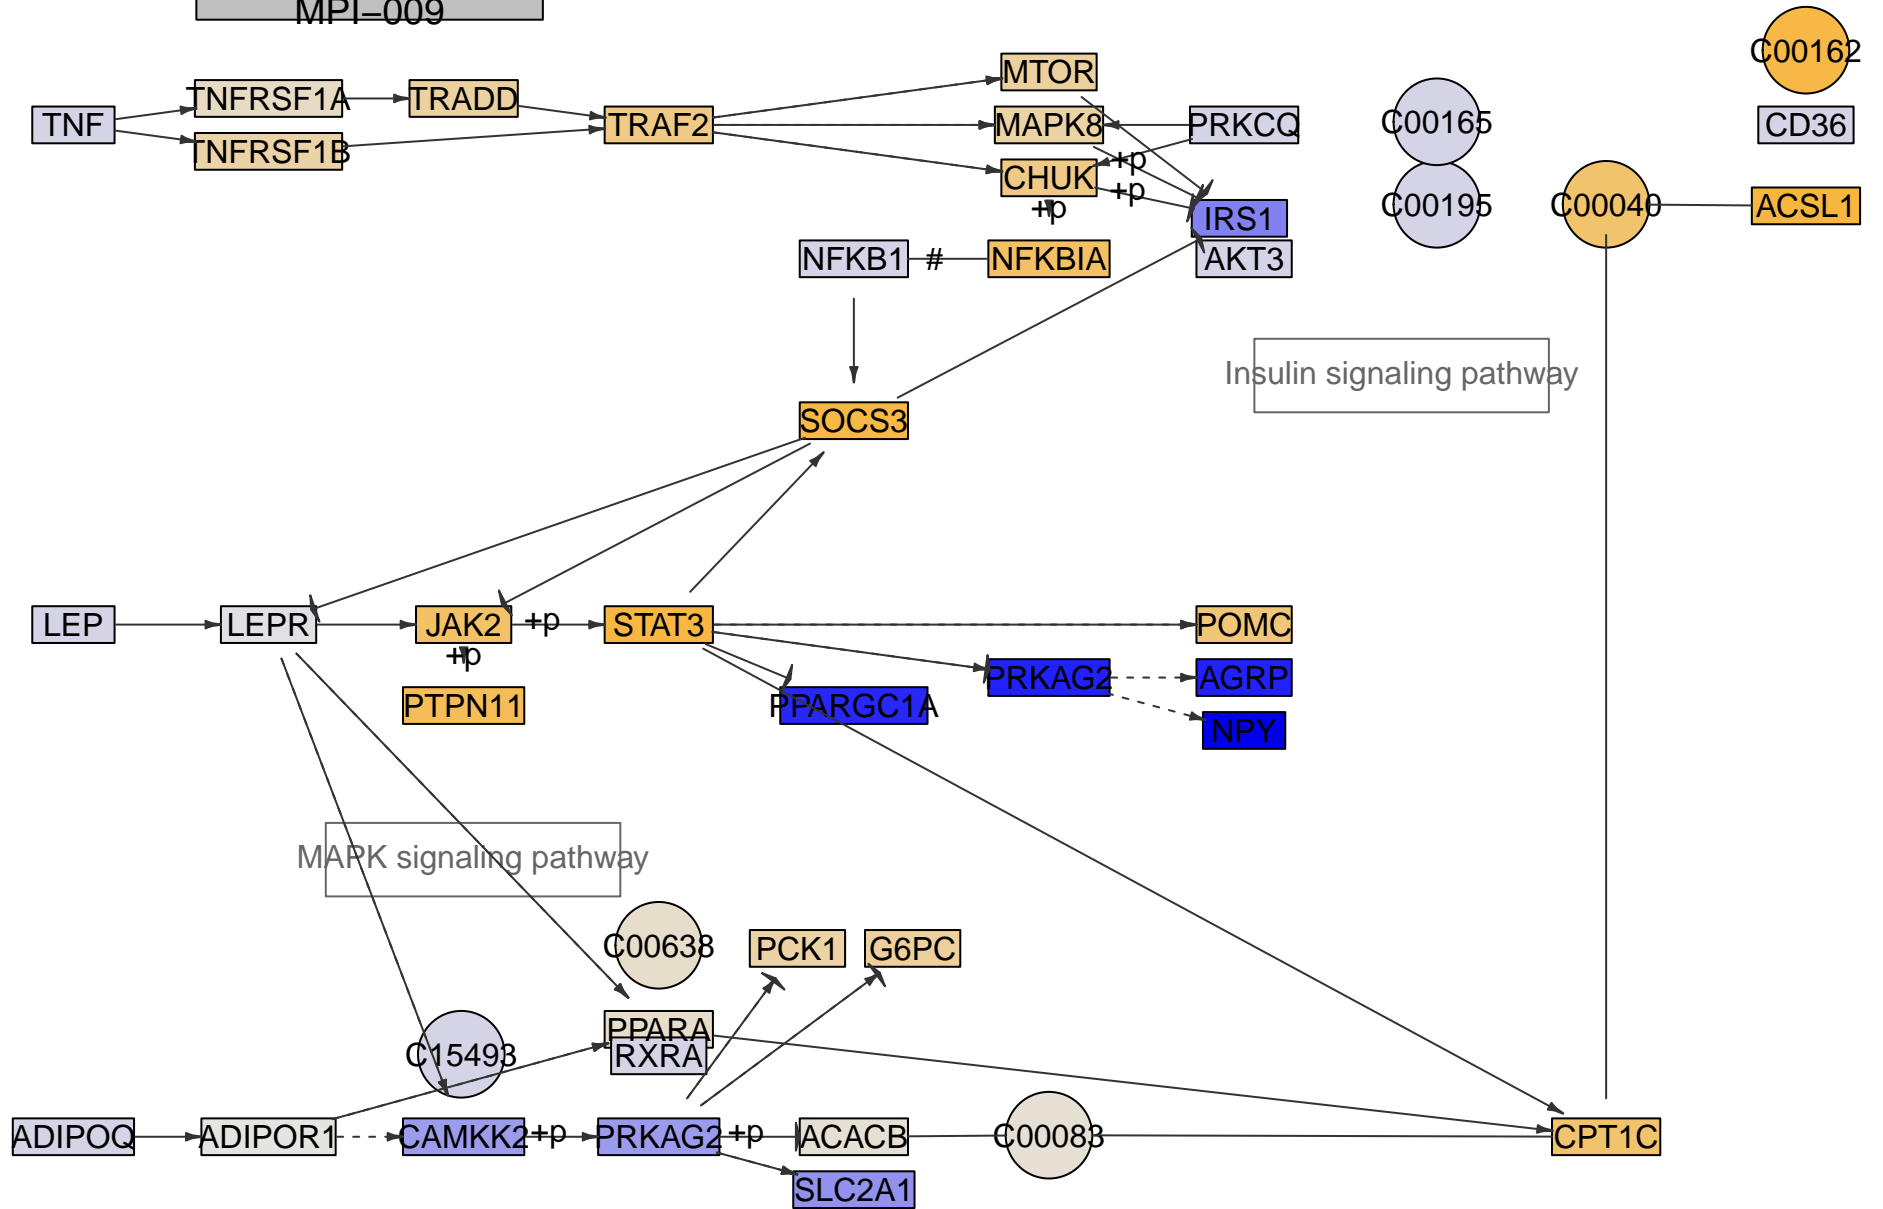 MPI−009
C00162
TNFRSF1A
TRADD
MTOR
TNF
TRAF2
MAPK8
PRKCQ
C00165
CD36
TNFRSF1B
+p
CHUK
+p
+p
IRS1
C00195
C00040
ACSL1
NFKB1
#
NFKBIA
AKT3
Insulin signaling pathway
SOCS3
LEP
LEPR
JAK2
+p
STAT3
POMC
+p
PRKAG2
AGRP
PTPN11
PPARGC1A
NPY
MAPK signaling pathway
C00638
PCK1
G6PC
PPARA
C15493
RXRA
ADIPOQ
ADIPOR1
CAMKK2
+p
PRKAG2
+p
ACACB
C00083
CPT1C
SLC2A1